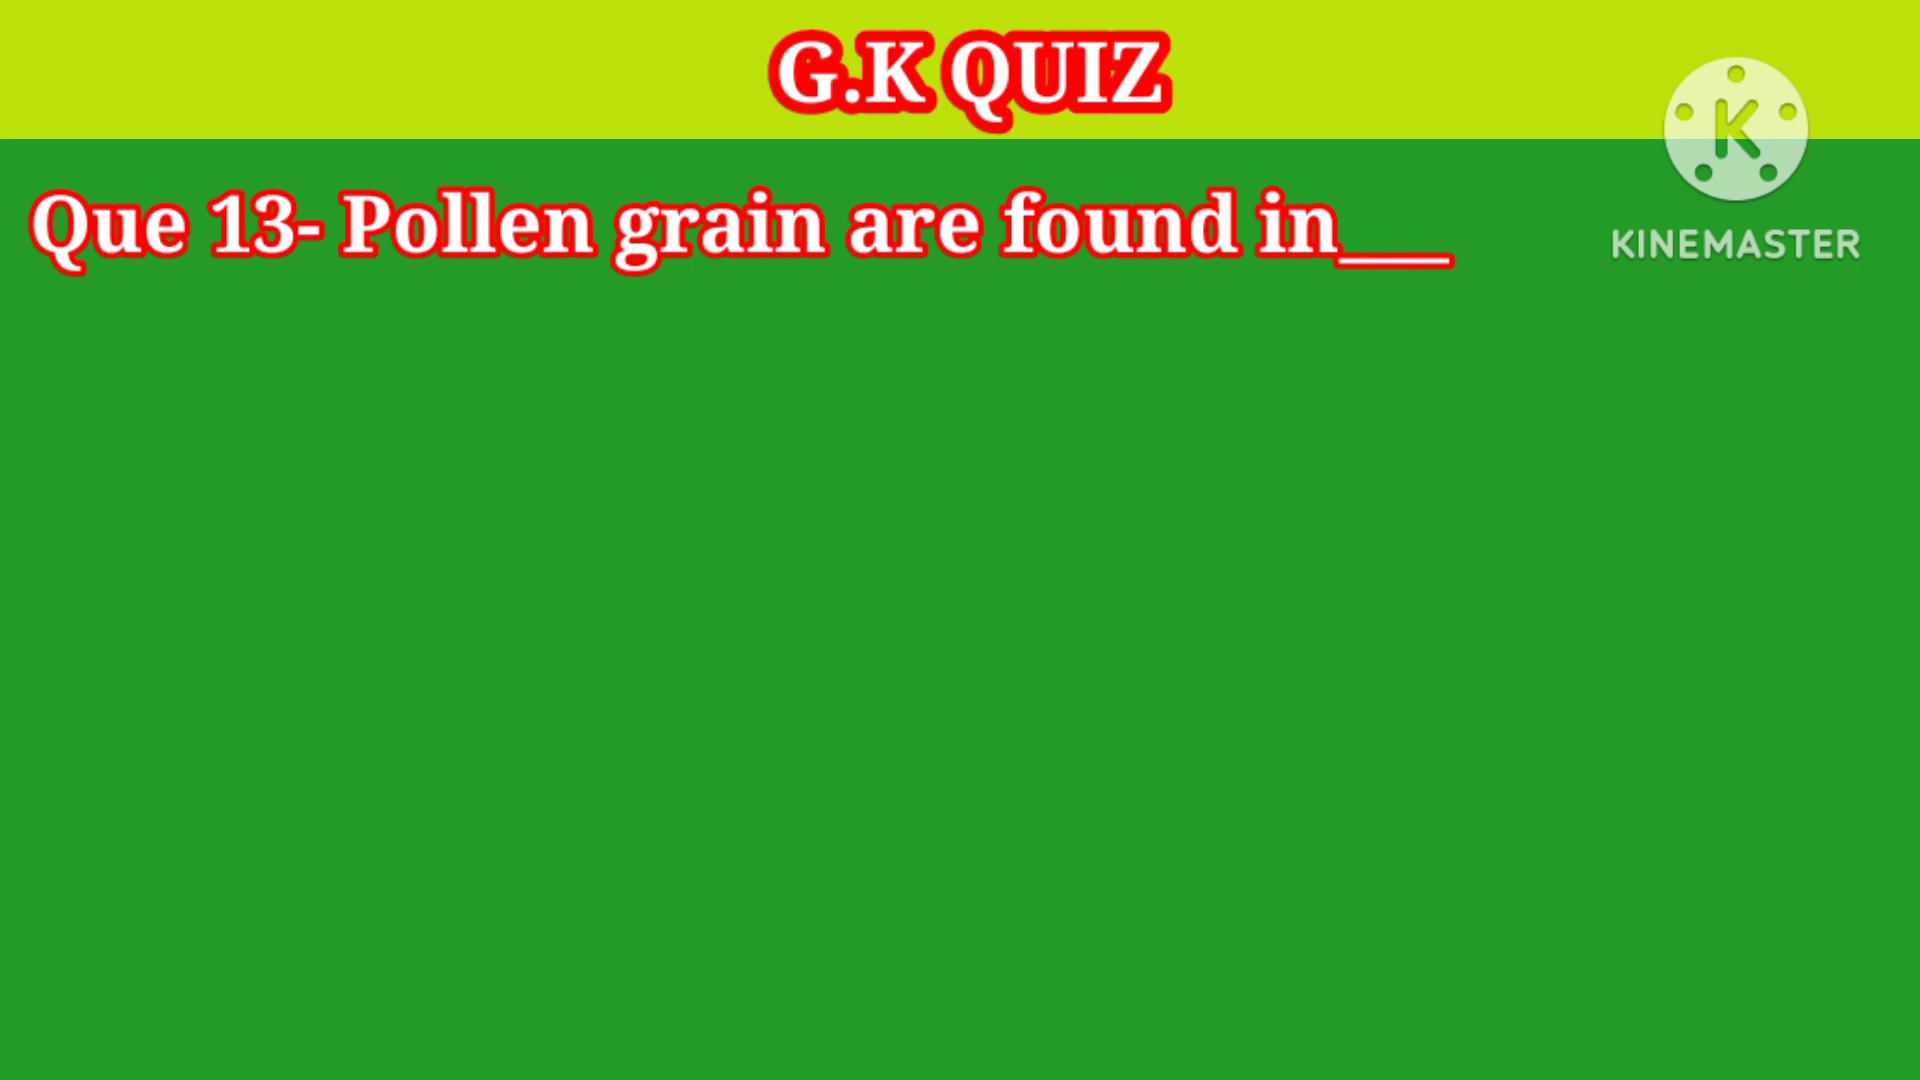 G.K QUIZ
K
KINEMASTER
Que 13- Pollen grain are found in___